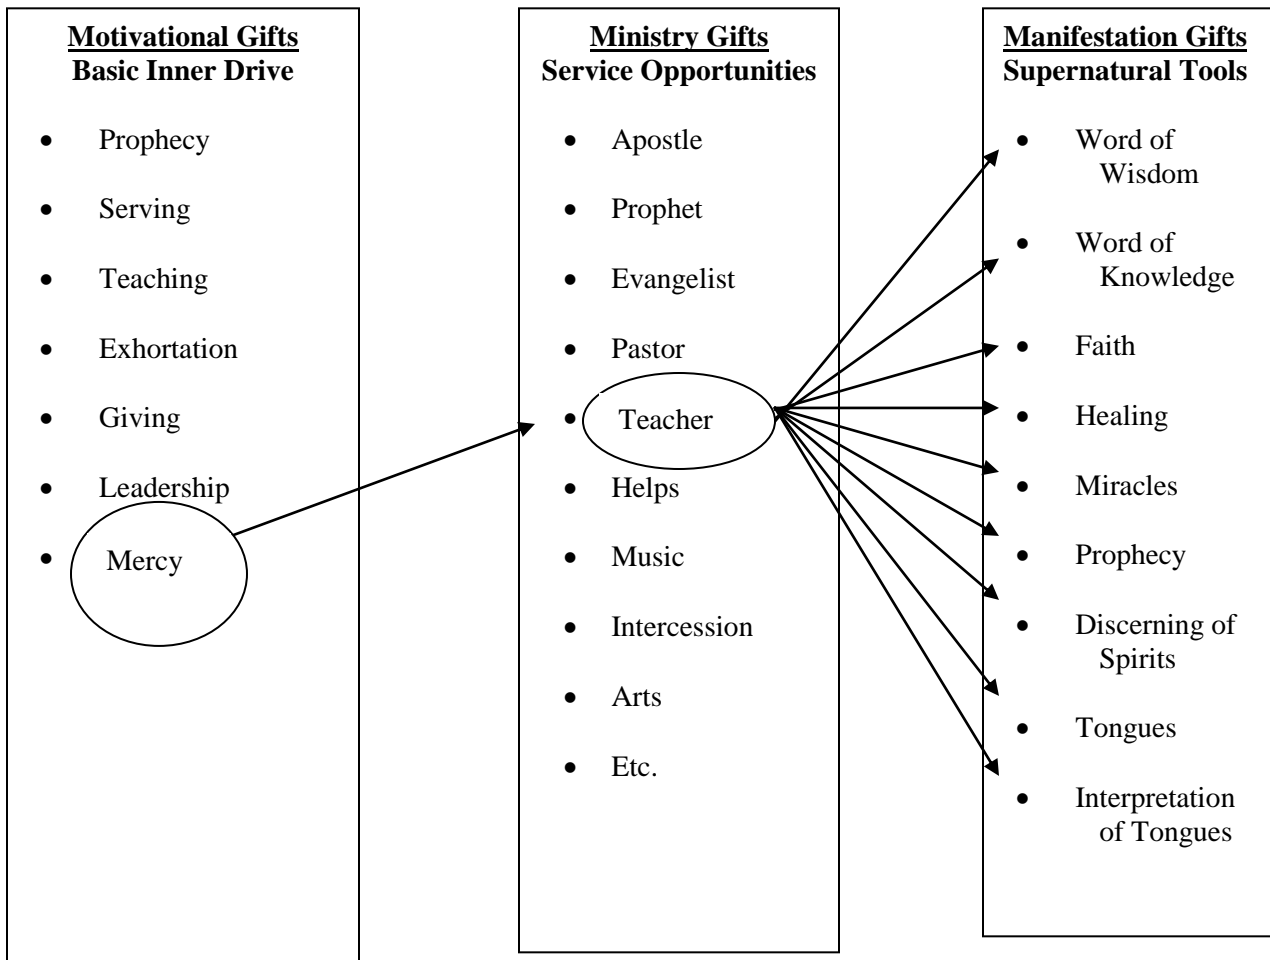 Motivational Gifts
Basic Inner Drive
• Prophecy
• Serving
• Teaching
• Exhortation
• Giving
• Leadership
• Mercy
Ministry Gifts
Service Opportunities
• Apostle
• Prophet
• Evangelist
• Pastor
• Teacher
• Helps
• Music
• Intercession
• Arts
• Etc.
Manifestation Gifts
Supernatural Tools
• Word of
Wisdom
• Word of
Knowledge
• Faith
• Healing
• Miracles
• Prophecy
• Discerning of
Spirits
• Tongues
• Interpretation
of Tongues